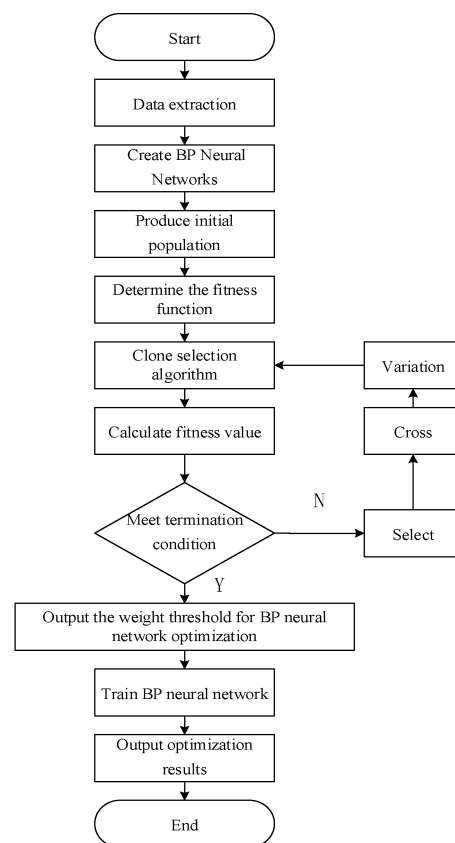 Start
Data extraction
Create BP Neural
Networks
Produce initial
population
Determine the fitness
function
Clone selection
algorithm
Variation
Calculate fitness value
Cross
Meet termination
condition
N
Select
Y
Output the weight threshold for BP neural
network optimization
Train BP neural network
Output optimization
results
End